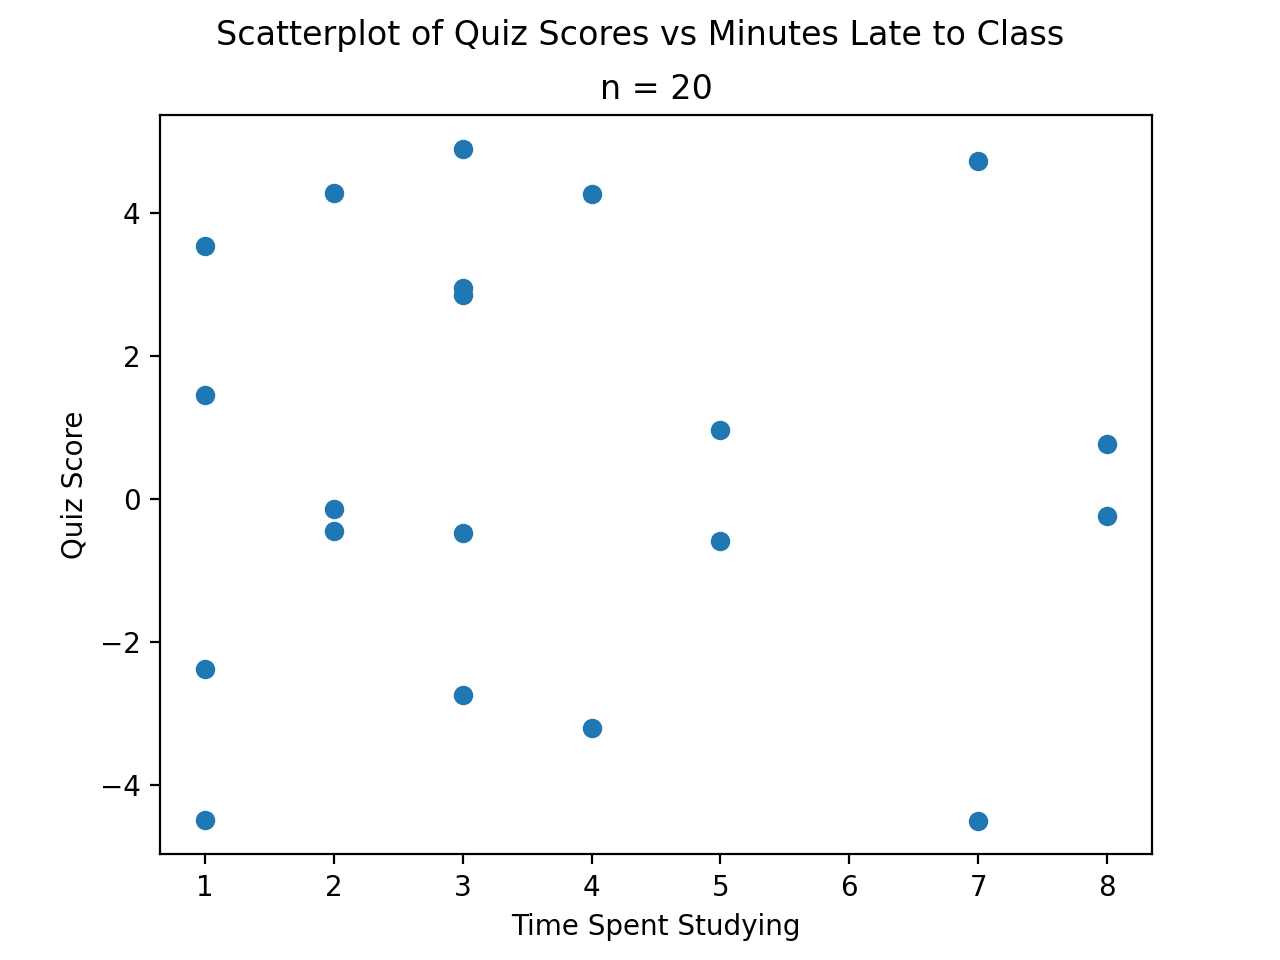 Scatterplot of Quiz Scores vs Minutes Late to Class
n = 20
4
2
0
−2
−4
Quiz Score
1 2 3 4 5 6 7 8
Time Spent Studying